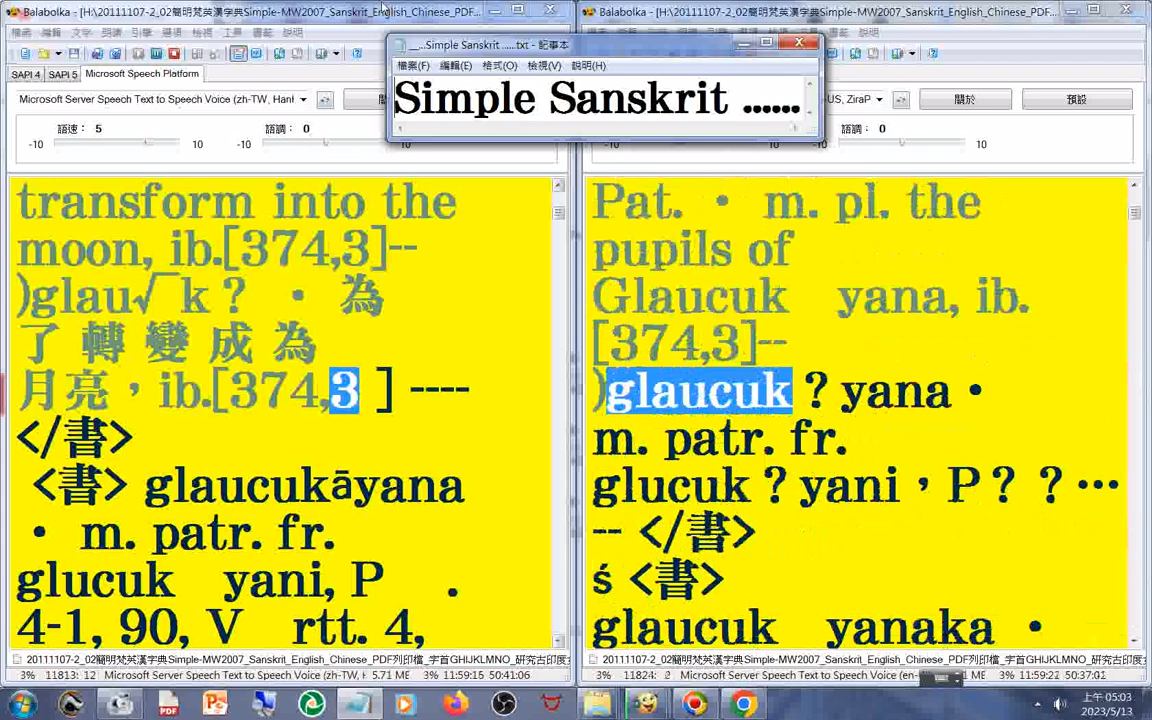 Balabolka - [H:\20111107-2_02簡明梵英漢字典Simple-MW2007_Sanskrit_English_Chinese_PDF...
Balabolka - [H:\20111107-2_02簡明梵英漢字典Simple-MW2007_Sanskrit_English_Chinese_PDF...
__...Simple Sanskrit ......txt - 記事本
檔案(F) 編輯(E) 格式(O) 檢視(V) 說明(H)
Simple Sanskrit ......
SAPI 4 SAPI 5 Microsoft Speech Platform
Microsoft Server Speech Text to Speech Voice (zh-TW, Hanl
US, ZiraP
關於
預設
語速: 5
語調: 0
0
-10 10 -10
10
transform into the
moon, ib.[374,3]--
)glau√ k? • 為
了 轉 變 成 為
月亮，ib.[374,3 ] ----
</書>
<書> glaucukāyana
• m. patr. fr.
glucuk yani, P .
4-1, 90, V rtt. 4,
Pat. • m. pl. the
pupils of
Glaucuk yana, ib.
[374,3]--
)glaucuk ? yana •
m. patr. fr.
glucuk ? yani，P ? ? …
-- </書>
ś <書>
glaucuk yanaka •
20111107-2_02簡明梵英漢字典Simple-MW2007_Sanskrit_English_Chinese_PDF列印檔_字首GHIJKLMNO_研究古印度
20111107-2_02簡明梵英漢字典Simple-MW2007_Sanskrit_English_Chinese_PDF列印檔_字首GHIJKLMNO_研究古印度
3% 11813: 12 Microsoft Server Speech Text to Speech Voice (zh-TW, H 5.71 ME 11:59:15 50:41:06
3% 11824: 2 Microsoft Server Speech Text to Speech Voice (en-US, 11:59:22 50:37:01
上午 05:03
2023/5/13